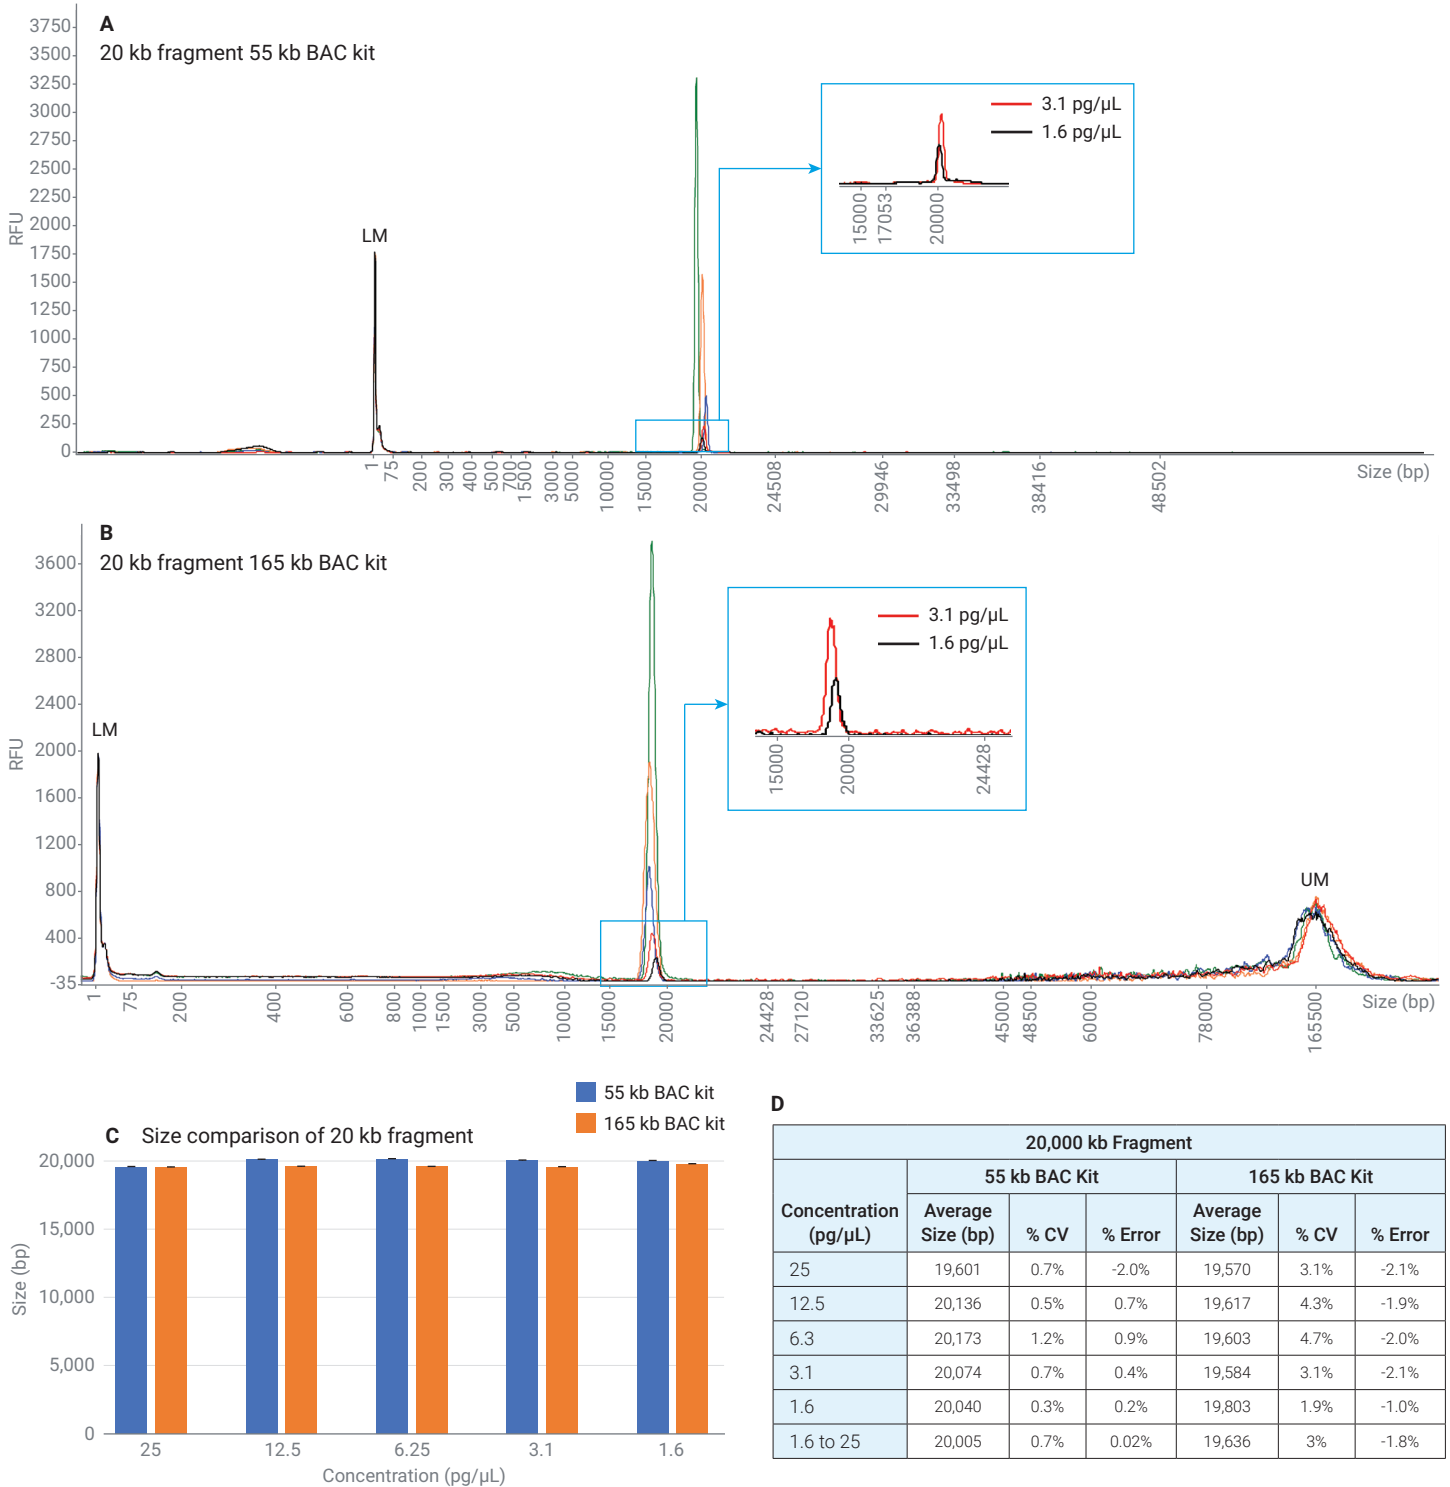 A
20 kb fragment 55 kb BAC kit
RFU
3750
3500
3250
3000
2750
2500
2250
2000
1750
1500
1250
1000
750
500
250
0
LM
3.1 pg/µL
1.6 pg/µL
15000
17053
20000
1
75
200
300
400
500
700
1500
3000
5000
10000
15000
20000
24508
29946
33498
38416
48502
Size (bp)
B
20 kb fragment 165 kb BAC kit
RFU
3600
3200
2800
2400
2000
1600
1200
800
400
-35
LM
3.1 pg/µL
1.6 pg/µL
15000
20000
24428
UM
1
75
200
400
600
800
1000
1500
3000
5000
10000
15000
20000
24428
27120
33625
36388
45000
48500
60000
78000
165500
Size (bp)
55 kb BAC kit
165 kb BAC kit
C Size comparison of 20 kb fragment
Size (bp)
20,000
15,000
10,000
5,000
0
25 12.5 6.25 3.1 1.6
Concentration (pg/µL)
D
20,000 kb Fragment
55 kb BAC Kit 165 kb BAC Kit
Concentration (pg/µL) Average Size (bp) % CV % Error Average Size (bp) % CV % Error
25 19,601 0.7% -2.0% 19,570 3.1% -2.1%
12.5 20,136 0.5% 0.7% 19,617 4.3% -1.9%
6.3 20,173 1.2% 0.9% 19,603 4.7% -2.0%
3.1 20,074 0.7% 0.4% 19,584 3.1% -2.1%
1.6 20,040 0.3% 0.2% 19,803 1.9% -1.0%
1.6 to 25 20,005 0.7% 0.02% 19,636 3% -1.8%